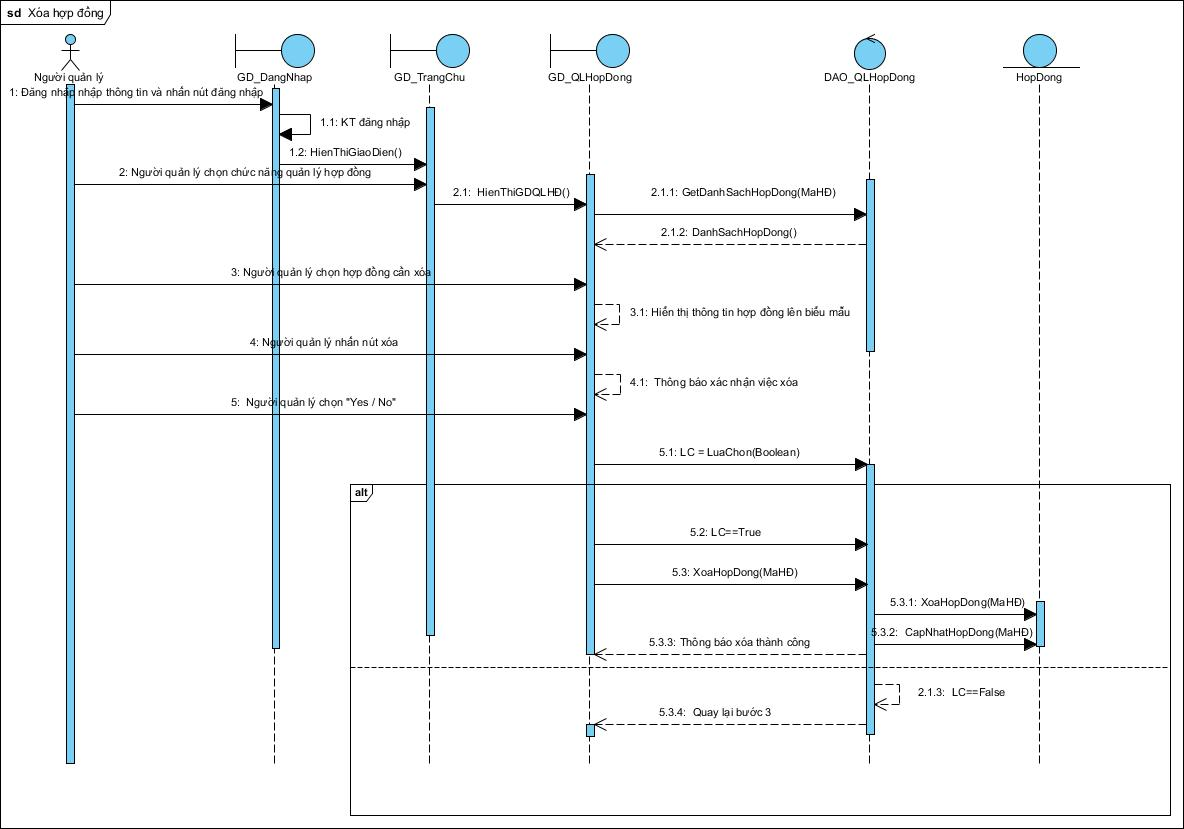 sd Xóa hợp đồng
Người quản lý
GD_DangNhap
GD_TrangChu
GD_QLHopDong
DAO_QLHopDong
HopDong
1: Đăng nhập nhập thông tin và nhấn nút đăng nhập
1.1: KT đăng nhập
1.2: HienThiGiaoDien()
2: Người quản lý chọn chức năng quản lý hợp đồng
2.1: HienThiGDQLHĐ()
2.1.1: GetDanhSachHopDong(MaHĐ)
2.1.2: DanhSachHopDong()
3: Người quản lý chọn hợp đồng cần xóa
3.1: Hiển thị thông tin hợp đồng lên biểu mẫu
4: Người quản lý nhấn nút xóa
4.1: Thông báo xác nhận việc xóa
5: Người quản lý chọn "Yes / No"
5.1: LC = LuaChon(Boolean)
alt
5.2: LC==True
5.3: XoaHopDong(MaHĐ)
5.3.1: XoaHopDong(MaHĐ)
5.3.2: CapNhatHopDong(MaHĐ)
5.3.3: Thông báo xóa thành công
2.1.3: LC==False
5.3.4: Quay lại bước 3